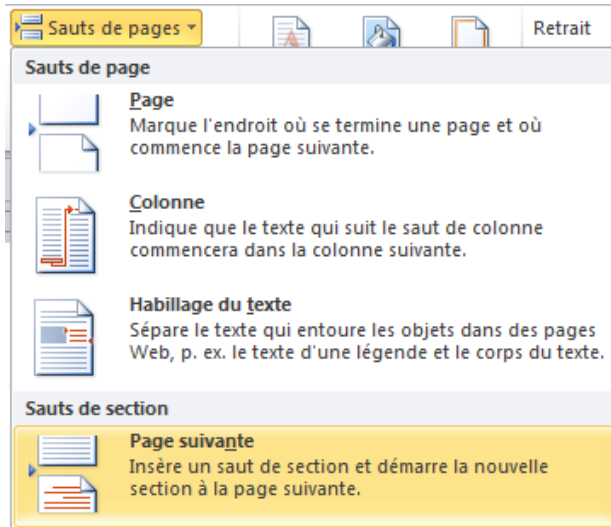 Sauts de pages
Retrait
Sauts de page
Page
Marque l'endroit où se termine une page et où
commence la page suivante.
Colonne
Indique que le texte qui suit le saut de colonne
commencera dans la colonne suivante.
Habillage du texte
Sépare le texte qui entoure les objets dans des pages
Web, p. ex. le texte d'une légende et le corps du texte.
Sauts de section
Page suivante
Insère un saut de section et démarre la nouvelle
section à la page suivante.